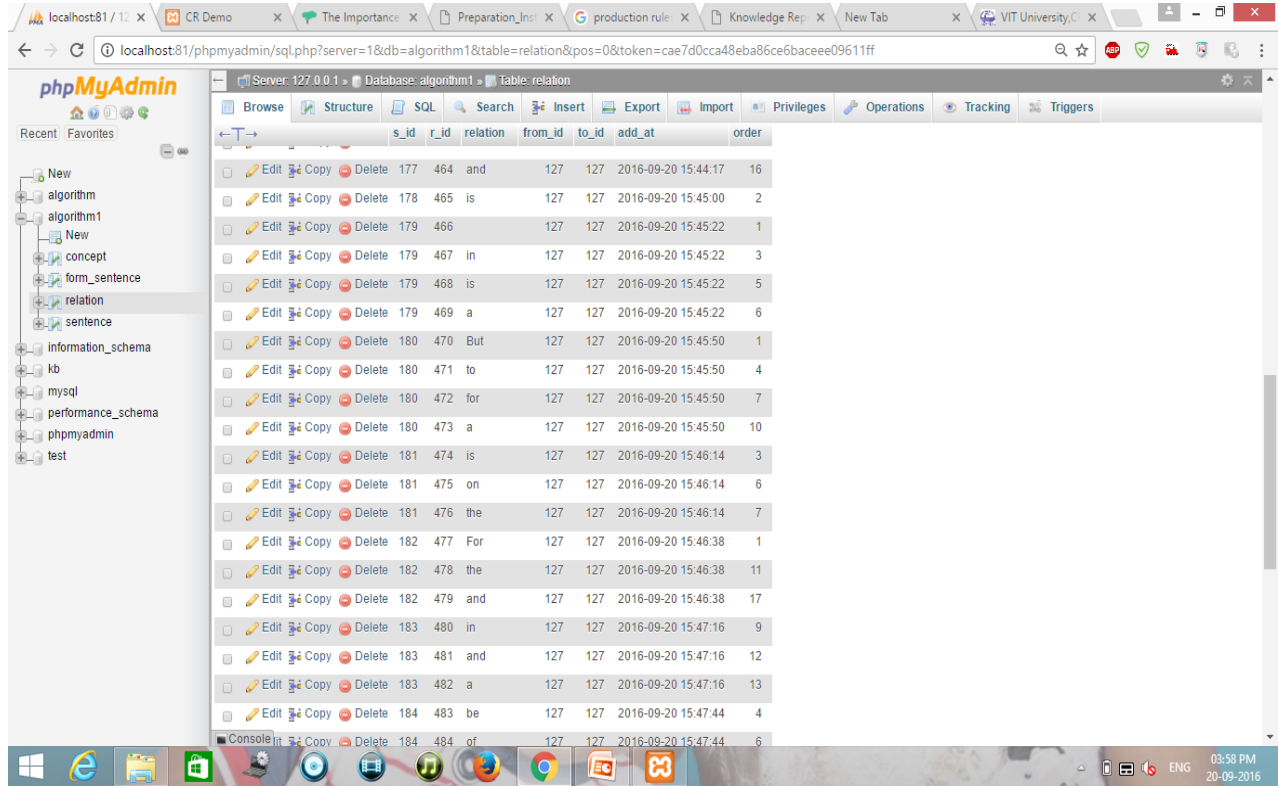 localhost:81 / 12
CR Demo
The Importance
Preparation_Inst
production rule
Knowledge Rep
New Tab
VIT University,C
localhost:81/phpmyadmin/sql.php?server=1&db=algorithm1&table=relation&pos=0&token=cae7d0cca48eba86ce6baceee09611ff
phpMyAdmin
Recent Favorites
New
algorithm
algorithm1
New
concept
form_sentence
relation
sentence
information_schema
kb
mysql
performance_schema
phpmyadmin
test
Server: 127.0.0.1 » Database: algorithm1 » Table: relation
Browse Structure SQL Search Insert Export Import Privileges Operations Tracking Triggers
←T→ s_id r_id relation from_id to_id add_at order
Edit Copy Delete 177 464 and 127 127 2016-09-20 15:44:17 16
Edit Copy Delete 178 465 is 127 127 2016-09-20 15:45:00 2
Edit Copy Delete 179 466 127 127 2016-09-20 15:45:22 1
Edit Copy Delete 179 467 in 127 127 2016-09-20 15:45:22 3
Edit Copy Delete 179 468 is 127 127 2016-09-20 15:45:22 5
Edit Copy Delete 179 469 a 127 127 2016-09-20 15:45:22 6
Edit Copy Delete 180 470 But 127 127 2016-09-20 15:45:50 1
Edit Copy Delete 180 471 to 127 127 2016-09-20 15:45:50 4
Edit Copy Delete 180 472 for 127 127 2016-09-20 15:45:50 7
Edit Copy Delete 180 473 a 127 127 2016-09-20 15:45:50 10
Edit Copy Delete 181 474 is 127 127 2016-09-20 15:46:14 3
Edit Copy Delete 181 475 on 127 127 2016-09-20 15:46:14 6
Edit Copy Delete 181 476 the 127 127 2016-09-20 15:46:14 7
Edit Copy Delete 182 477 For 127 127 2016-09-20 15:46:38 1
Edit Copy Delete 182 478 the 127 127 2016-09-20 15:46:38 11
Edit Copy Delete 182 479 and 127 127 2016-09-20 15:46:38 17
Edit Copy Delete 183 480 in 127 127 2016-09-20 15:47:16 9
Edit Copy Delete 183 481 and 127 127 2016-09-20 15:47:16 12
Edit Copy Delete 183 482 a 127 127 2016-09-20 15:47:16 13
Edit Copy Delete 184 483 be 127 127 2016-09-20 15:47:44 4
Console Copy Delete 184 484 of 127 127 2016-09-20 15:47:44 6
ENG
03:58 PM
20-09-2016